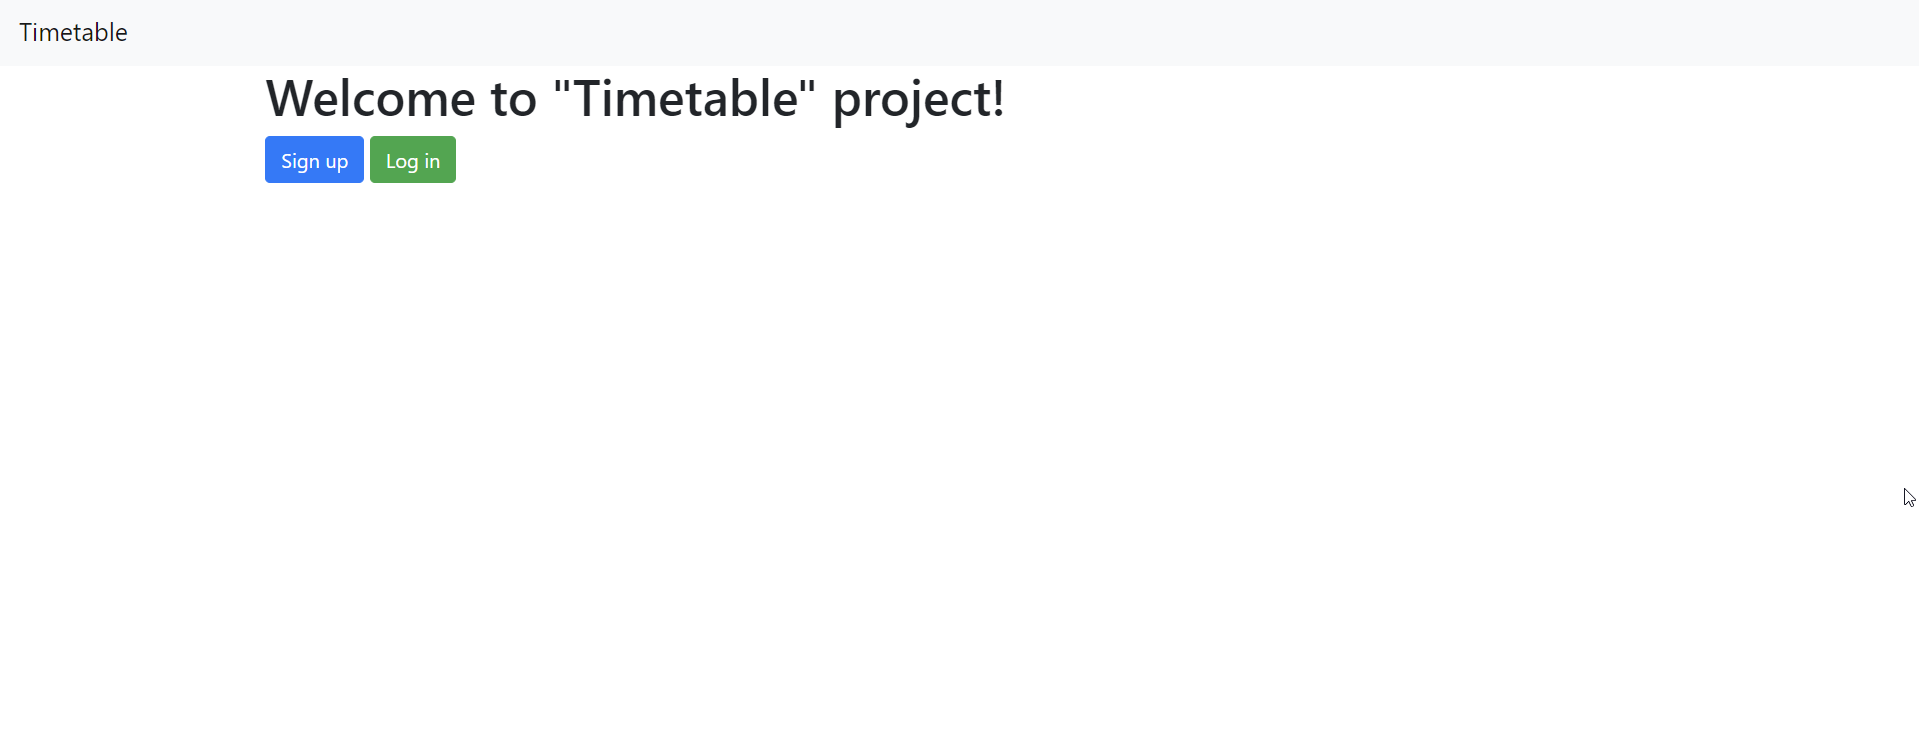 Timetable
Welcome to "Timetable" project!
Sign up Log in